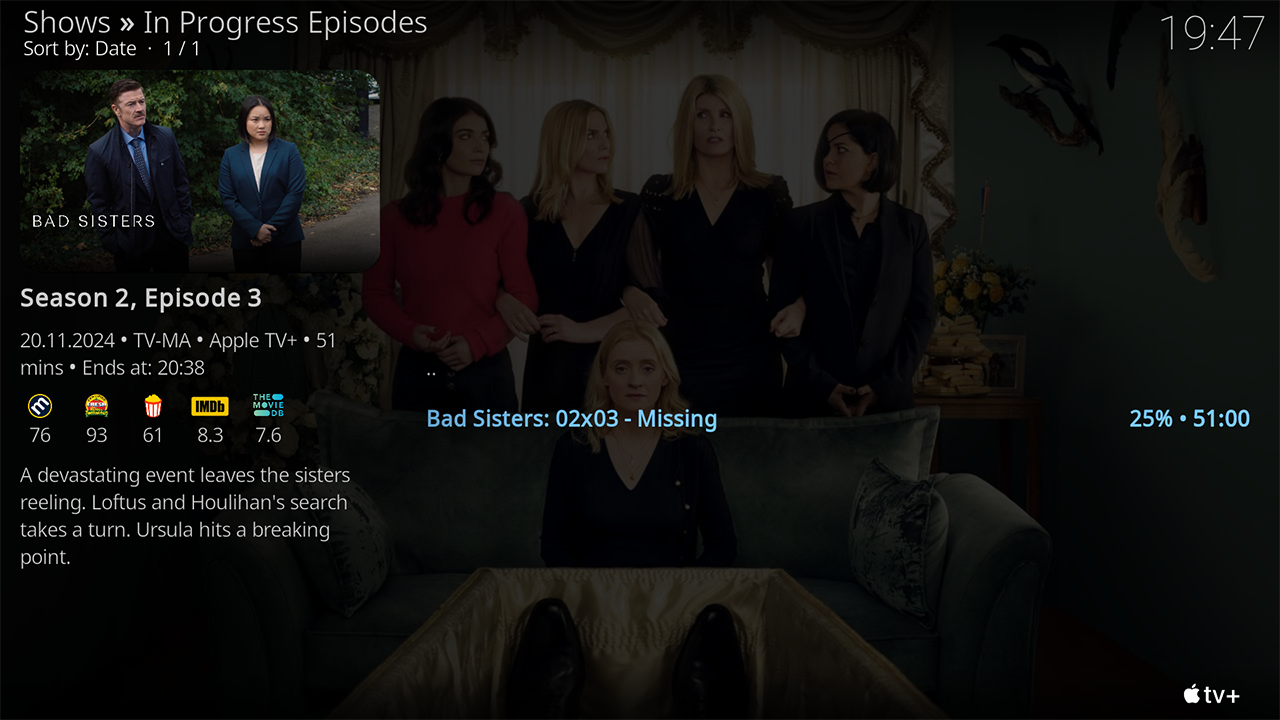 Shows » In Progress Episodes
Sort by: Date · 1 / 1
19:47
BAD SISTERS
Season 2, Episode 3
20.11.2024 • TV-MA • Apple TV+ • 51
mins • Ends at: 20:38
IMDb
THE
MOVIE
DB
76 93 61 8.3 7.6
A devastating event leaves the sisters
reeling. Loftus and Houlihan's search
takes a turn. Ursula hits a breaking
point.
..
Bad Sisters: 02x03 - Missing 25% • 51:00
tv+